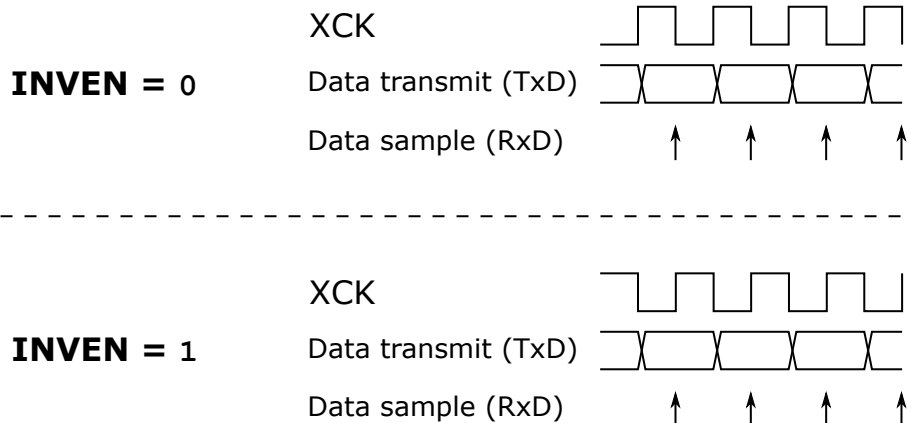 XCK
INVEN = 0
Data transmit (TxD)
Data sample (RxD)
XCK
INVEN = 1
Data transmit (TxD)
Data sample (RxD)